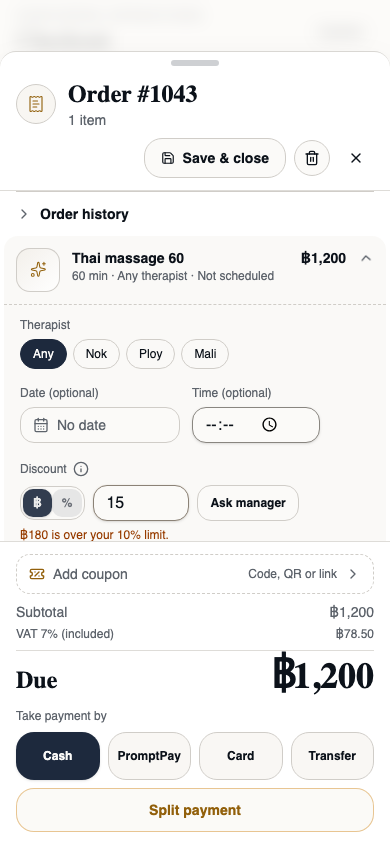 Order #1043
1 item
Save & close
Order history
Thai massage 60
฿1,200
60 min · Any therapist · Not scheduled
Therapist
Any Nok Ploy Mali
Date (optional) Time (optional)
No date --:--
Discount
฿ % 15 Ask manager
฿180 is over your 10% limit.
Add coupon Code, QR or link
Subtotal ฿1,200
VAT 7% (included) ฿78.50
Due ฿1,200
Take payment by
Cash PromptPay Card Transfer
Split payment